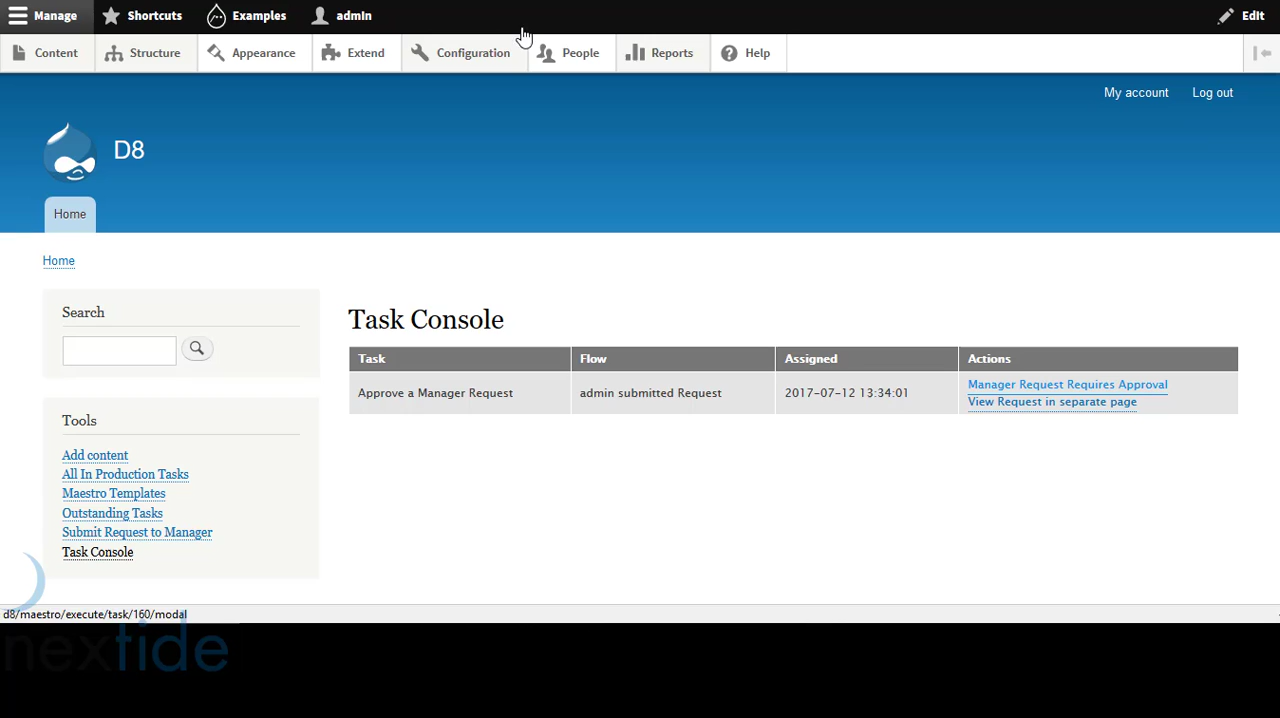 Manage Shortcuts Examples admin Edit
Content Structure Appearance Extend Configuration People Reports Help
My account Log out
D8
Home
Home
Search
Task Console
Task Flow Assigned Actions
Approve a Manager Request admin submitted Request 2017-07-12 13:34:01 Manager Request Requires Approval
View Request in separate page
Tools
Add content
All In Production Tasks
Maestro Templates
Outstanding Tasks
Submit Request to Manager
Task Console
d8/maestro/execute/task/160/modal
nextide